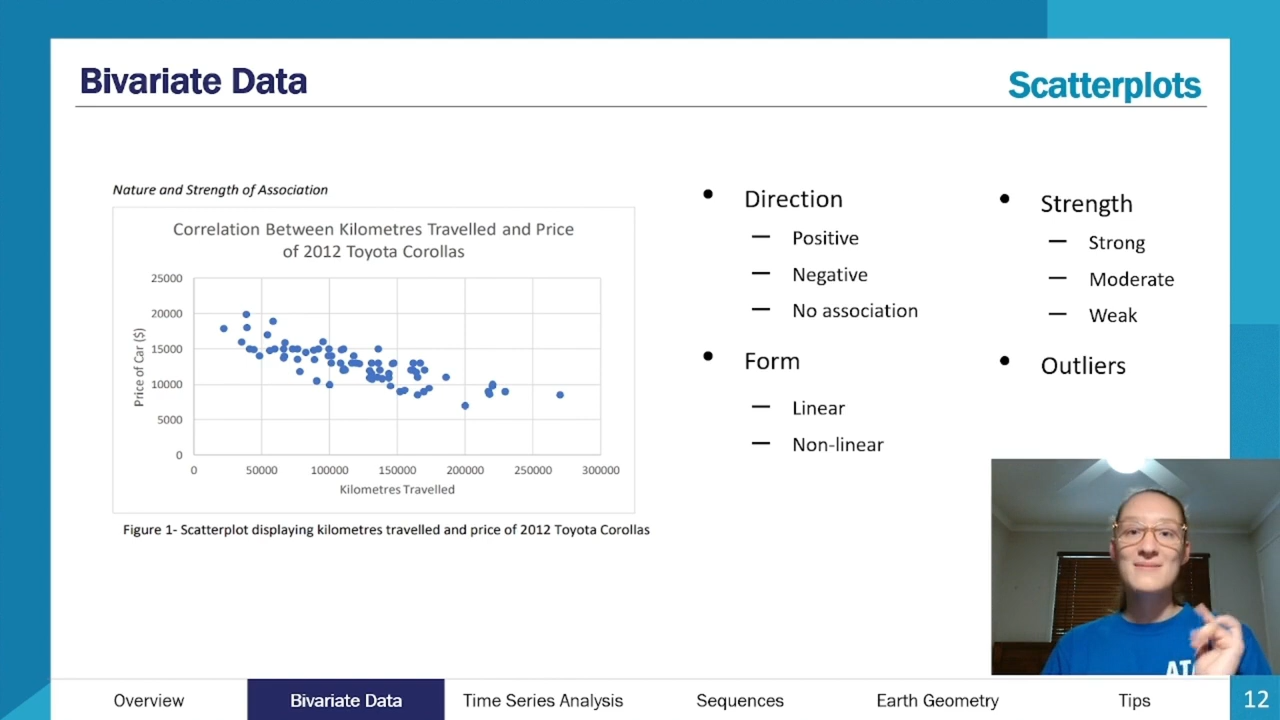 Bivariate Data
Scatterplots
Nature and Strength of Association
Correlation Between Kilometres Travelled and Price
of 2012 Toyota Corollas
25000
20000
15000
10000
5000
0
Price of Car ($)
0 50000 100000 150000 200000 250000 300000
Kilometres Travelled
Figure 1- Scatterplot displaying kilometres travelled and price of 2012 Toyota Corollas
• Direction
— Positive
— Negative
— No association
• Form
— Linear
— Non-linear
• Strength
— Strong
— Moderate
— Weak
• Outliers
Overview Bivariate Data Time Series Analysis Sequences Earth Geometry Tips 12